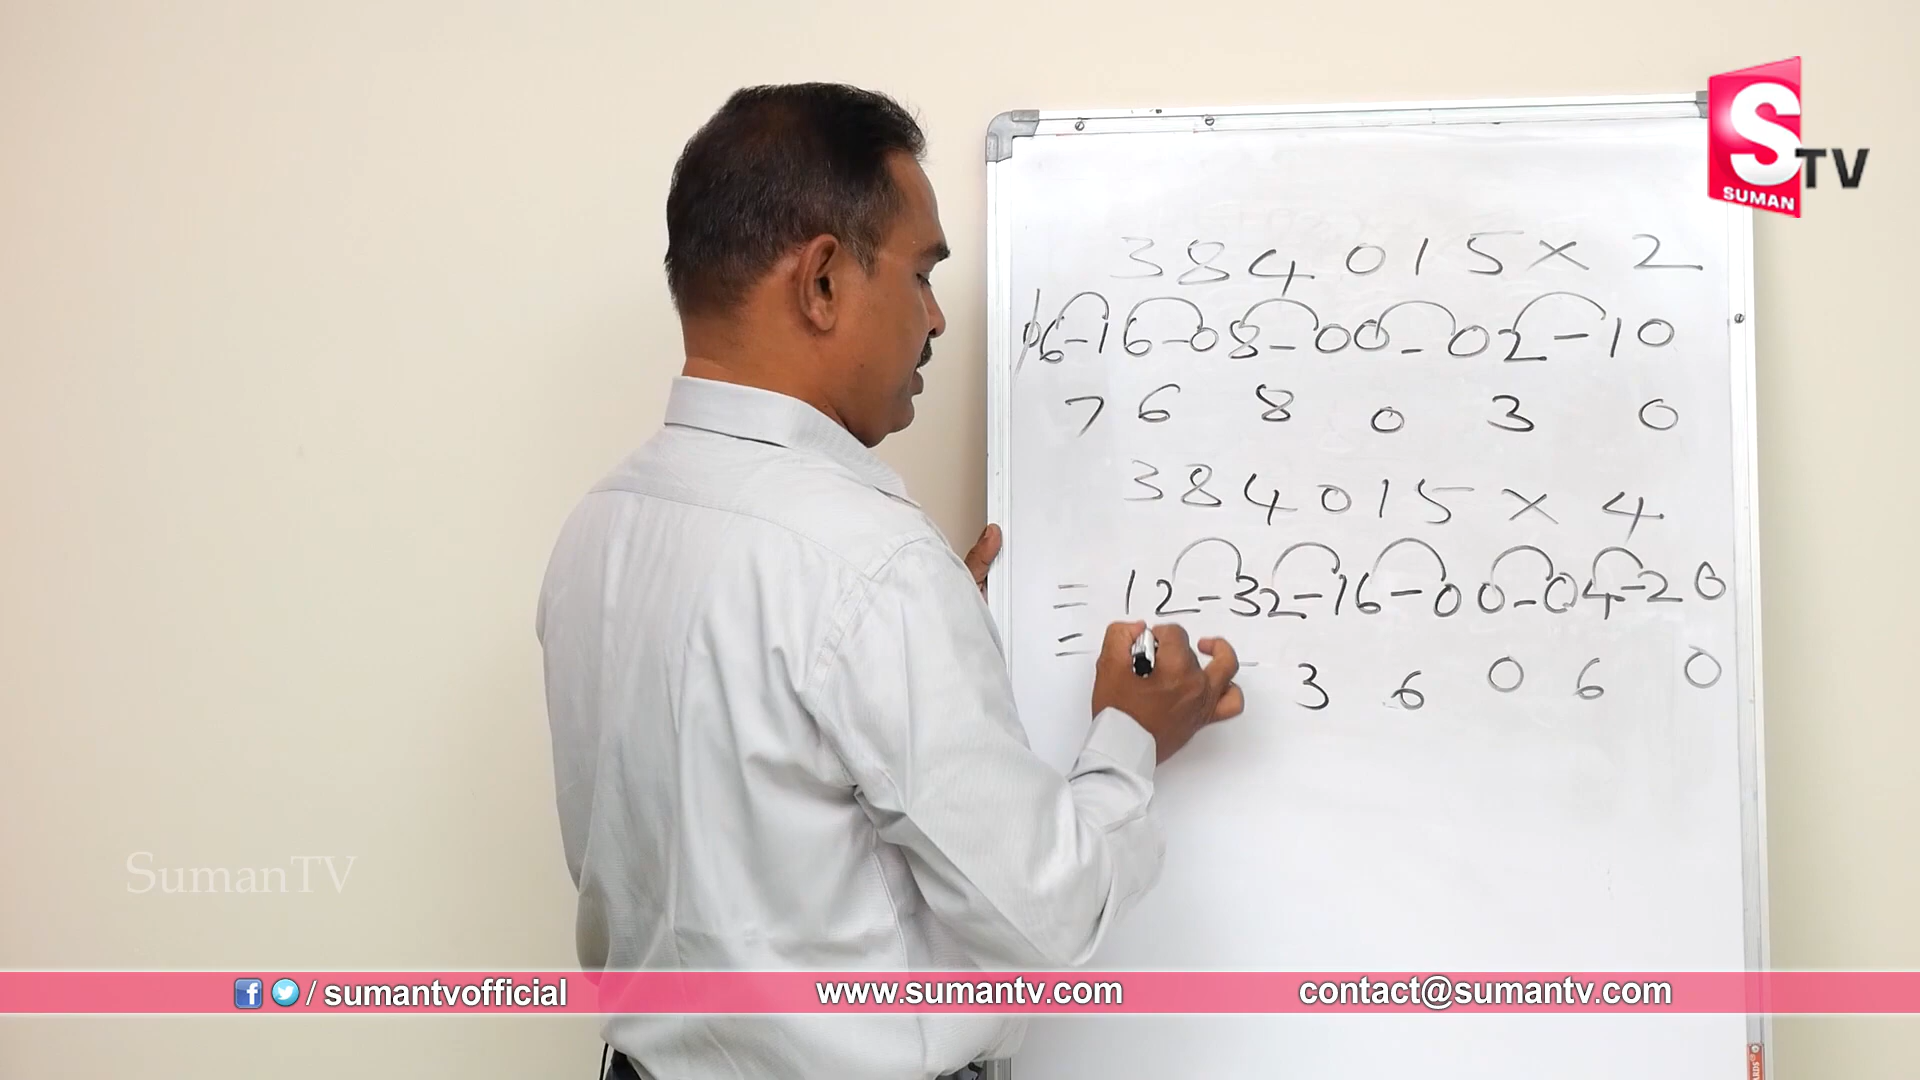 S
TV
SUMAN
384015 × 2
06-16-08-00-02-10
7 6 8 0 3 0
384015 × 4
= 12-32-16-00-04-20
= 3 6 0 6 0
SumanTV
f / sumantvofficial
www.sumantv.com
contact@sumantv.com